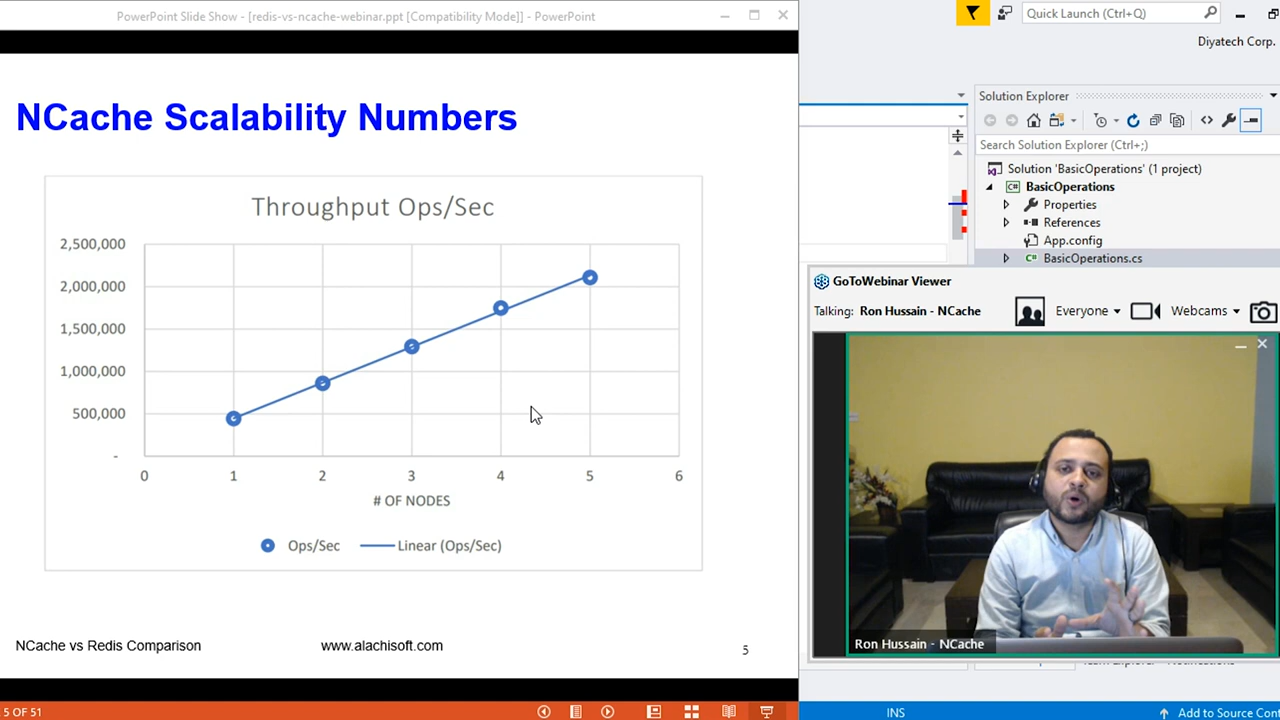 PowerPoint Slide Show - [redis-vs-ncache-webinar.ppt [Compatibility Mode]] - PowerPoint
NCache Scalability Numbers
Throughput Ops/Sec
2,500,000
2,000,000
1,500,000
1,000,000
500,000
-
0 1 2 3 4 5 6
# OF NODES
Ops/Sec Linear (Ops/Sec)
NCache vs Redis Comparison www.alachisoft.com 5
5 OF 51
Quick Launch (Ctrl+Q)
Diyatech Corp.
Solution Explorer
Search Solution Explorer (Ctrl+;)
Solution 'BasicOperations' (1 project)
C# BasicOperations
Properties
References
App.config
C# BasicOperations.cs
GoToWebinar Viewer
Talking: Ron Hussain - NCache Everyone Webcams
Ron Hussain - NCache
INS Add to Source Cont